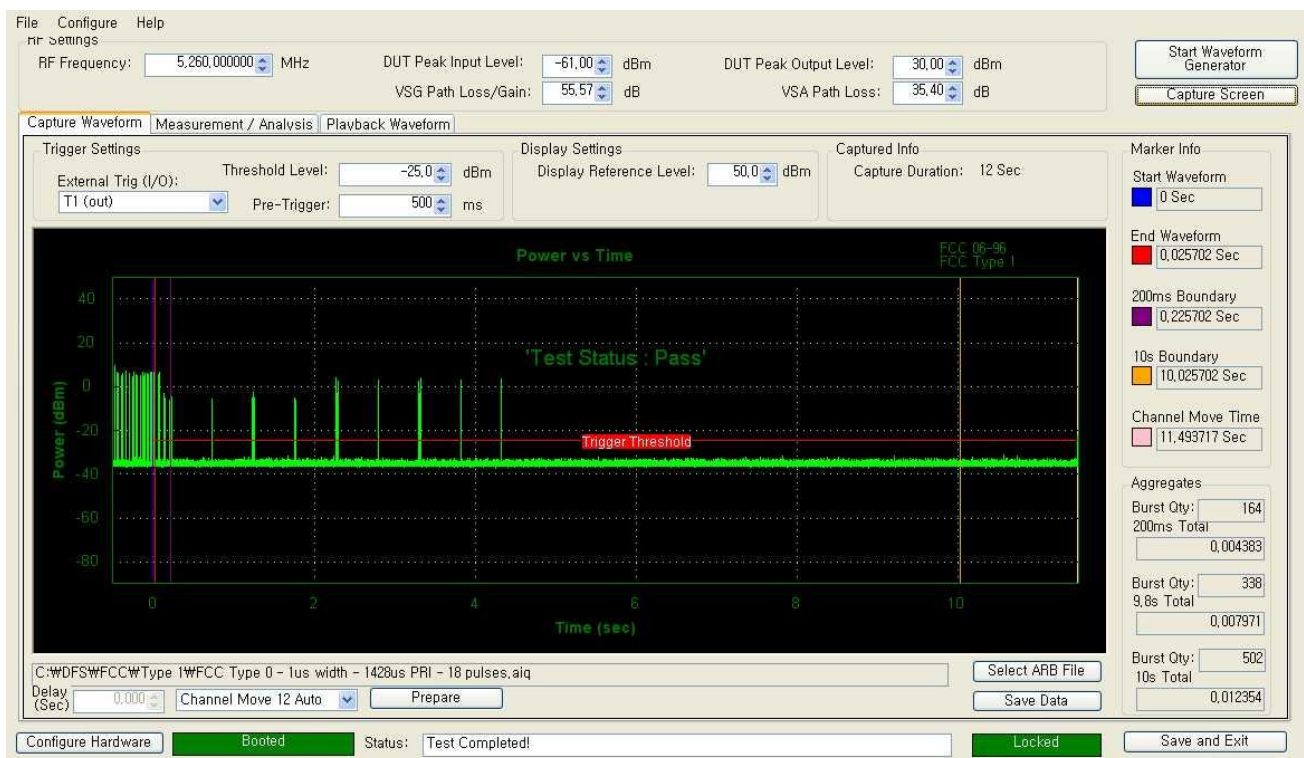 File Configure Help
RF Settings
RF Frequency: 5,260,000000 MHz
DUT Peak Input Level: -61,00 dBm
DUT Peak Output Level: 30,00 dBm
VSG Path Loss/Gain: 55,57 dB
VSA Path Loss: 35,40 dB
Start Waveform
Generator
Capture Screen
Capture Waveform Measurement / Analysis Playback Waveform
Trigger Settings
External Trig (I/O):
T1 (out)
Threshold Level: -25,0 dBm
Pre-Trigger: 500 ms
Display Settings
Display Reference Level: 50,0 dBm
Captured Info
Capture Duration: 12 Sec
Power vs Time
FCC 06-96
FCC Type 1
'Test Status : Pass'
Trigger Threshold
Power (dBm)
40
20
0
-20
-40
-60
-80
0 2 4 6 8 10
Time (sec)
Marker Info
Start Waveform
0 Sec
End Waveform
0,025702 Sec
200ms Boundary
0,225702 Sec
10s Boundary
10,025702 Sec
Channel Move Time
11,493717 Sec
Aggregates
Burst Qty: 164
200ms Total
0,004383
Burst Qty: 338
9,8s Total
0,007971
Burst Qty: 502
10s Total
0,012354
C:₩DFS₩FCC₩Type 1₩FCC Type 0 - 1us width - 1428us PRI - 18 pulses,aiq
Select ARB File
Delay
(Sec) 0,000
Channel Move 12 Auto
Prepare
Save Data
Configure Hardware
Booted
Status: Test Completed!
Locked
Save and Exit